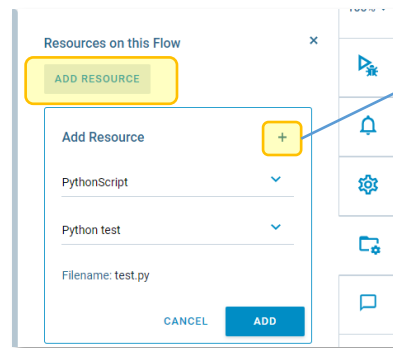 Resources on this Flow
ADD RESOURCE
Add Resource
PythonScript
Python test
Filename: test.py
CANCEL ADD